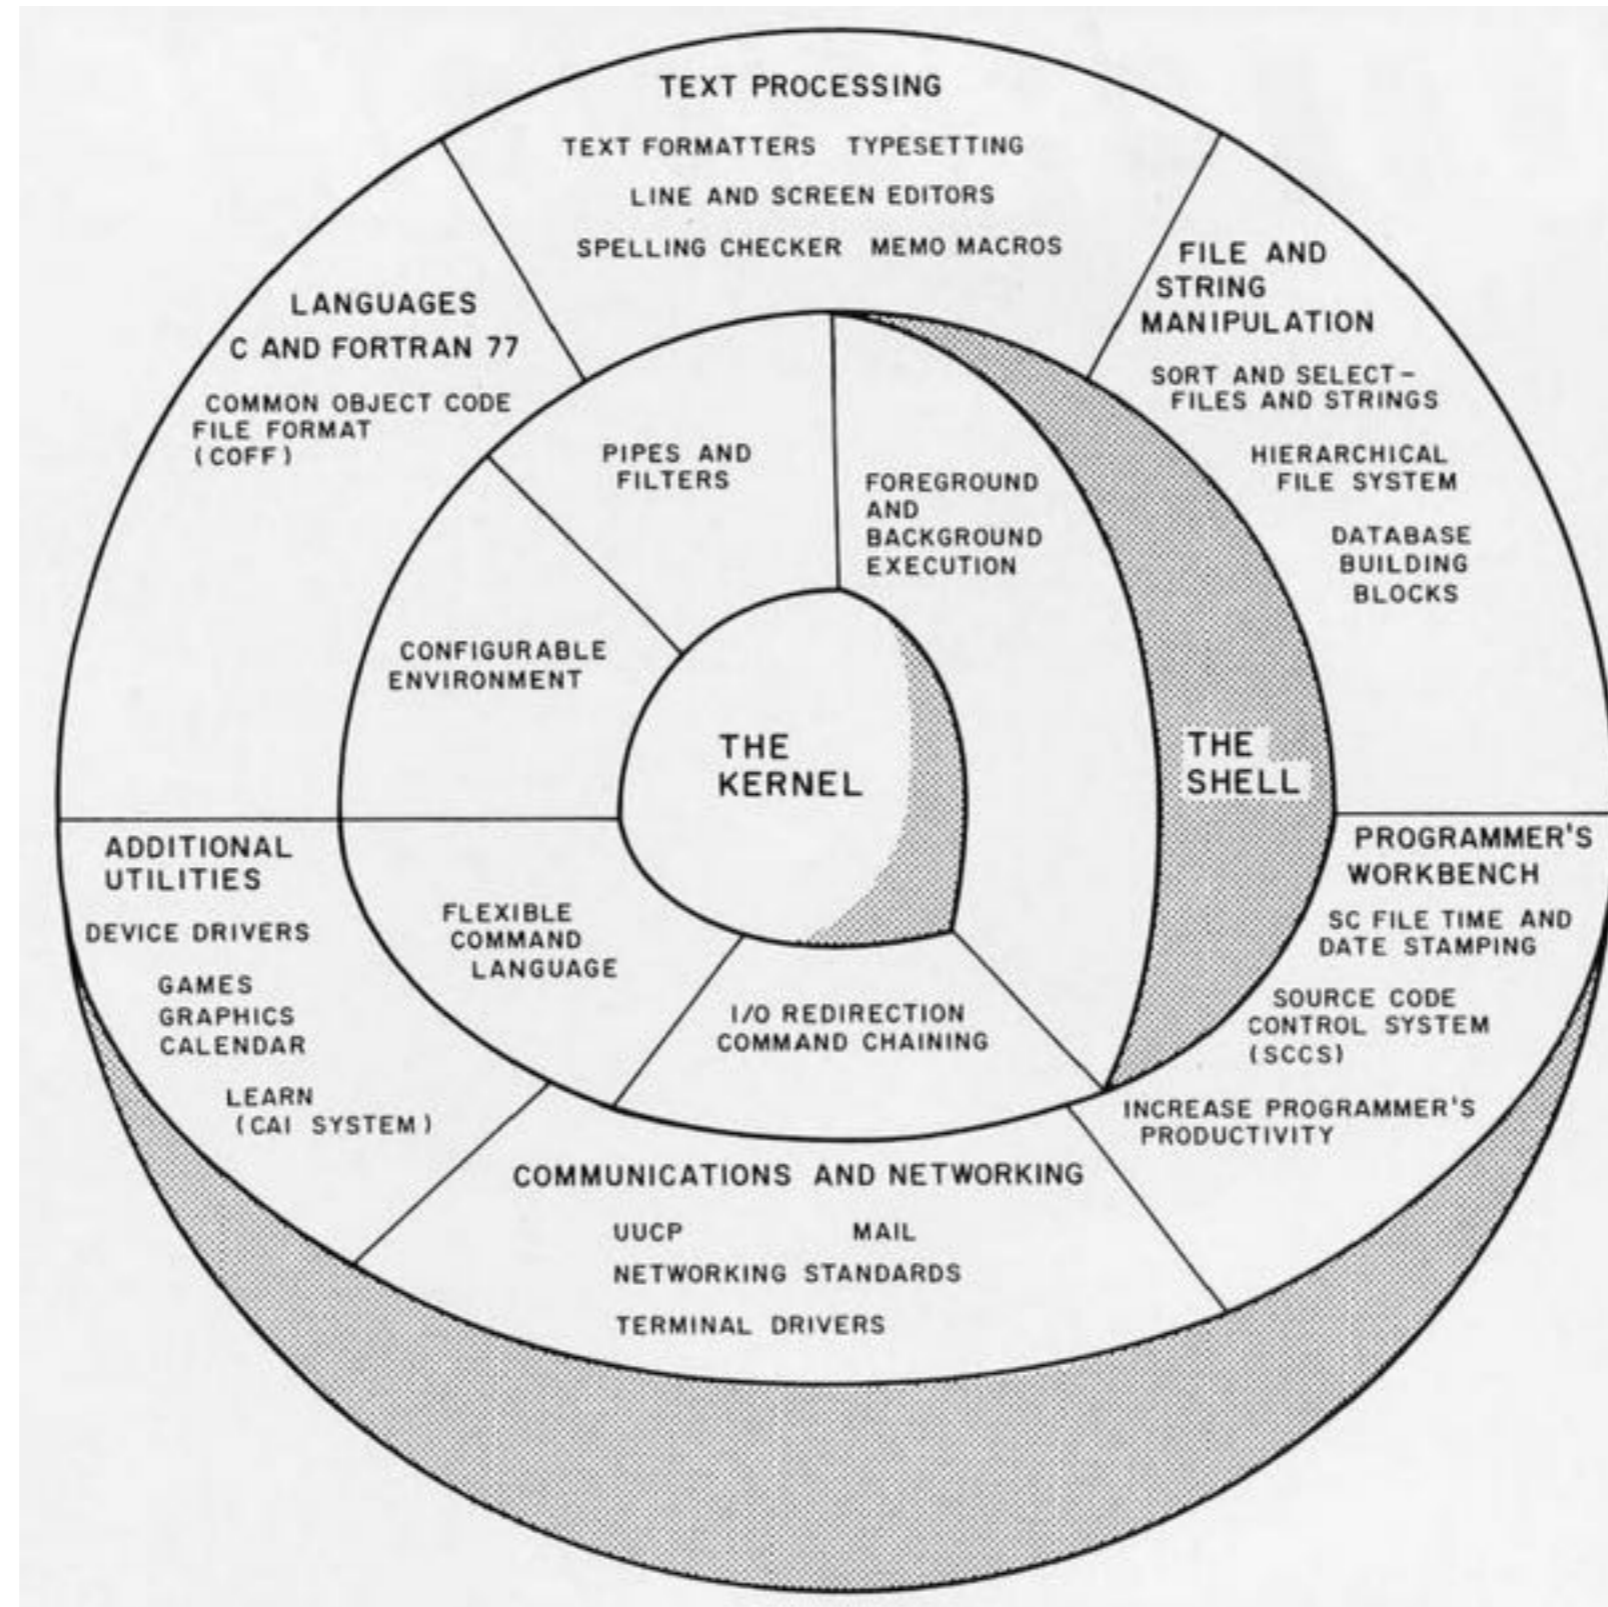 TEXT PROCESSING
TEXT FORMATTERS TYPESETTING
LINE AND SCREEN EDITORS
SPELLING CHECKER MEMO MACROS
FILE AND
STRING
MANIPULATION
SORT AND SELECT-
FILES AND STRINGS
HIERARCHICAL
FILE SYSTEM
DATABASE
BUILDING
BLOCKS
LANGUAGES
C AND FORTRAN 77
COMMON OBJECT CODE
FILE FORMAT
(COFF)
PIPES AND
FILTERS
FOREGROUND
AND
BACKGROUND
EXECUTION
CONFIGURABLE
ENVIRONMENT
THE
KERNEL
THE
SHELL
ADDITIONAL
UTILITIES
DEVICE DRIVERS
GAMES
GRAPHICS
CALENDAR
LEARN
(CAI SYSTEM)
FLEXIBLE
COMMAND
LANGUAGE
I/O REDIRECTION
COMMAND CHAINING
PROGRAMMER'S
WORKBENCH
SC FILE TIME AND
DATE STAMPING
SOURCE CODE
CONTROL SYSTEM
(SCCS)
INCREASE PROGRAMMER'S
PRODUCTIVITY
COMMUNICATIONS AND NETWORKING
UUCP MAIL
NETWORKING STANDARDS
TERMINAL DRIVERS